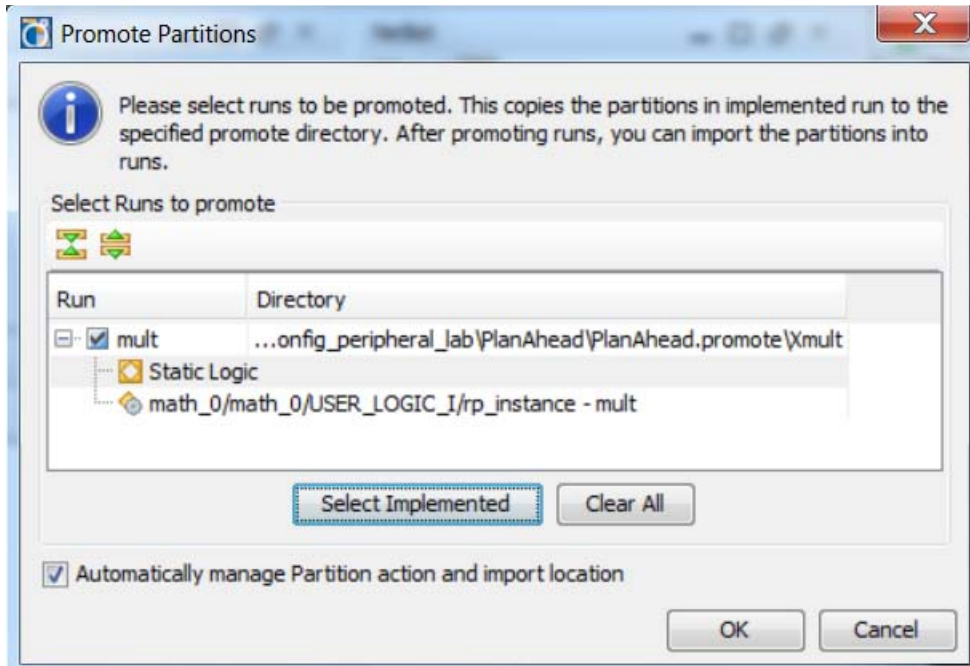 Promote Partitions
Please select runs to be promoted. This copies the partitions in implemented run to the
specified promote directory. After promoting runs, you can import the partitions into
runs.
Select Runs to promote
Run Directory
mult ...onfig_peripheral_lab\PlanAhead\PlanAhead.promote\Xmult
Static Logic
math_0/math_0/USER_LOGIC_I/rp_instance - mult
Select Implemented Clear All
Automatically manage Partition action and import location
OK Cancel